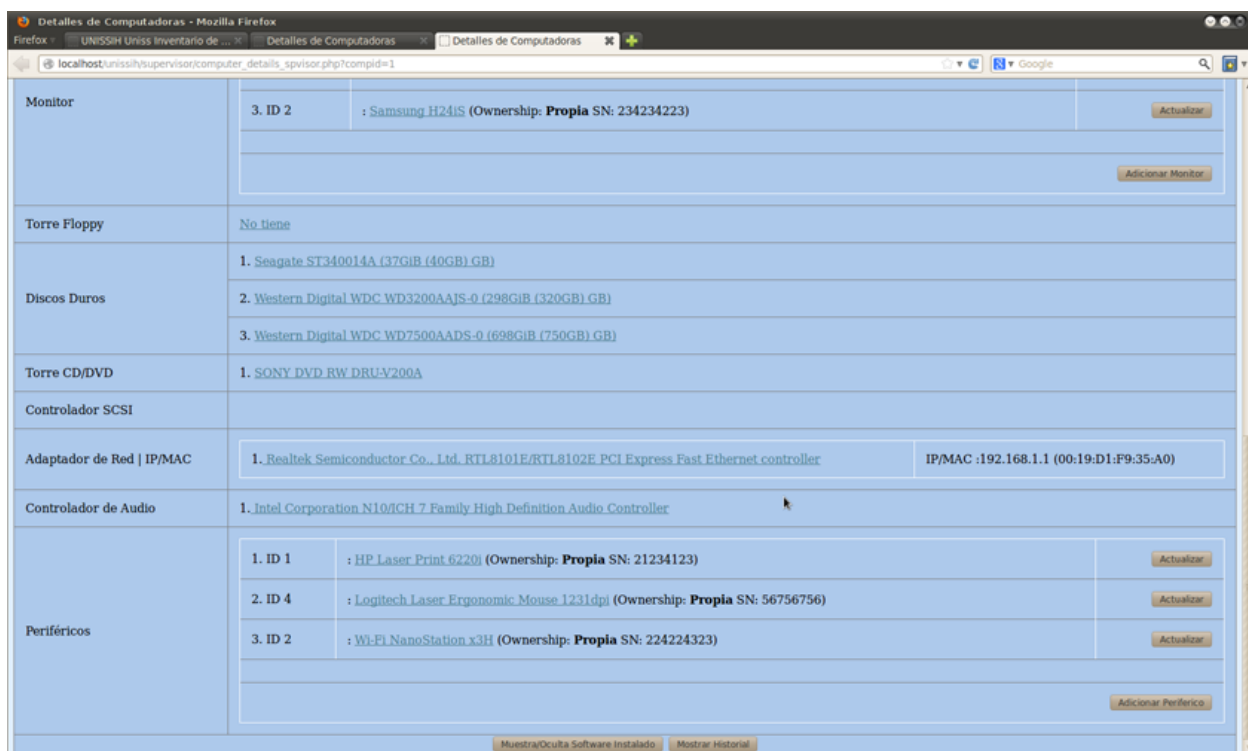 Detalles de Computadoras - Mozilla Firefox
Firefox UNISSIH Uniss Inventario de ... Detalles de Computadoras Detalles de Computadoras
localhost/unissih/supervisor/computer_details_spvisor.php?compid=1 Google
Monitor
3. ID 2 : Samsung H24iS (Ownership: Propia SN: 234234223) Actualizar
Adicionar Monitor
Torre Floppy No tiene
1. Seagate ST340014A (37GiB (40GB) GB)
Discos Duros 2. Western Digital WDC WD3200AAJS-0 (298GiB (320GB) GB)
3. Western Digital WDC WD7500AADS-0 (698GiB (750GB) GB)
Torre CD/DVD 1. SONY DVD RW DRU-V200A
Controlador SCSI
Adaptador de Red | IP/MAC 1. Realtek Semiconductor Co., Ltd. RTL8101E/RTL8102E PCI Express Fast Ethernet controller IP/MAC :192.168.1.1 (00:19:D1:F9:35:A0)
Controlador de Audio 1. Intel Corporation N10/ICH 7 Family High Definition Audio Controller
1. ID 1 : HP Laser Print 6220i (Ownership: Propia SN: 21234123) Actualizar
2. ID 4 : Logitech Laser Ergonomic Mouse 1231dpi (Ownership: Propia SN: 56756756) Actualizar
Periféricos
3. ID 2 : Wi-Fi NanoStation x3H (Ownership: Propia SN: 224224323) Actualizar
Adicionar Periferico
Muestra/Oculta Software Instalado Mostrar Historial